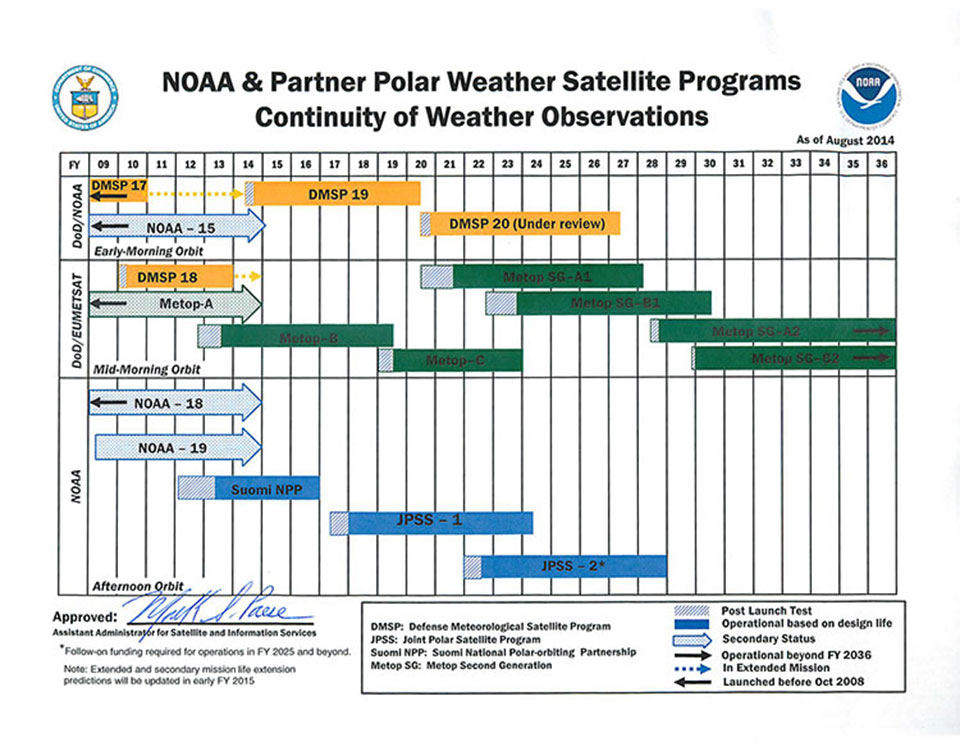 NOAA & Partner Polar Weather Satellite Programs
Continuity of Weather Observations
NOAA
As of August 2014
FY 09 10 11 12 13 14 17 18 19 20 21 22 23 25 26 27 28 29 30 31 32 33 34 35 36
DoD/NOAA
DMSP 17
DMSP 19
NOAA – 15
DMSP 20 (Under review)
Early-Morning Orbit
DoD/EUMETSAT
DMSP 18
Metop SG–A1
Metop-A
Metop SG–B1
Metop–B
Metop SG–A2
Metop–C
Metop SG–B2
Mid-Morning Orbit
NOAA
NOAA – 18
NOAA – 19
Suomi NPP
JPSS – 1
JPSS – 2*
Afternoon Orbit
Approved:
Assistant Administrator for Satellite and Information Services
*Follow-on funding required for operations in FY 2025 and beyond.
Note: Extended and secondary mission life extension
predictions will be updated in early FY 2015
DMSP: Defense Meteorological Satellite Program
JPSS: Joint Polar Satellite Program
Suomi NPP: Suomi National Polar-orbiting Partnership
Metop SG: Metop Second Generation
Post Launch Test
Operational based on design life
Secondary Status
Operational beyond FY 2036
In Extended Mission
Launched before Oct 2008